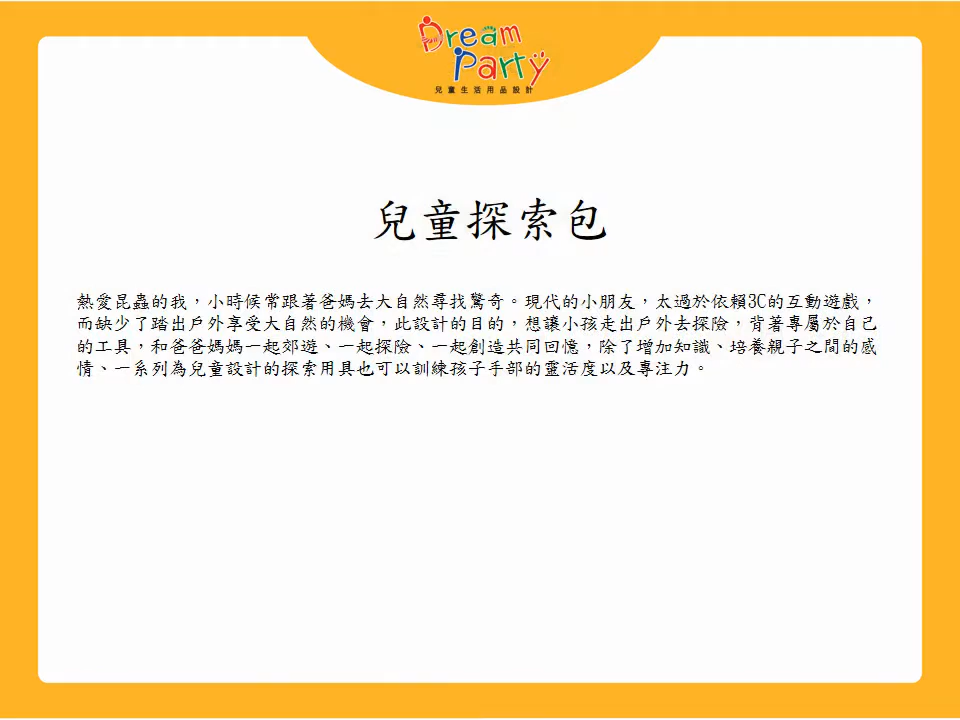 Dream
Party
兒童生活用品設計
兒童探索包
熱愛昆蟲的我，小時候常跟著爸媽去大自然尋找驚奇。現代的小朋友，太過於依賴3C的互動遊戲，
而缺少了踏出戶外享受大自然的機會，此設計的目的，想讓小孩走出戶外去探險，背著專屬於自己
的工具，和爸爸媽媽一起郊遊、一起探險、一起創造共同回憶，除了增加知識、培養親子之間的感
情、一系列為兒童設計的探索用具也可以訓練孩子手部的靈活度以及專注力。